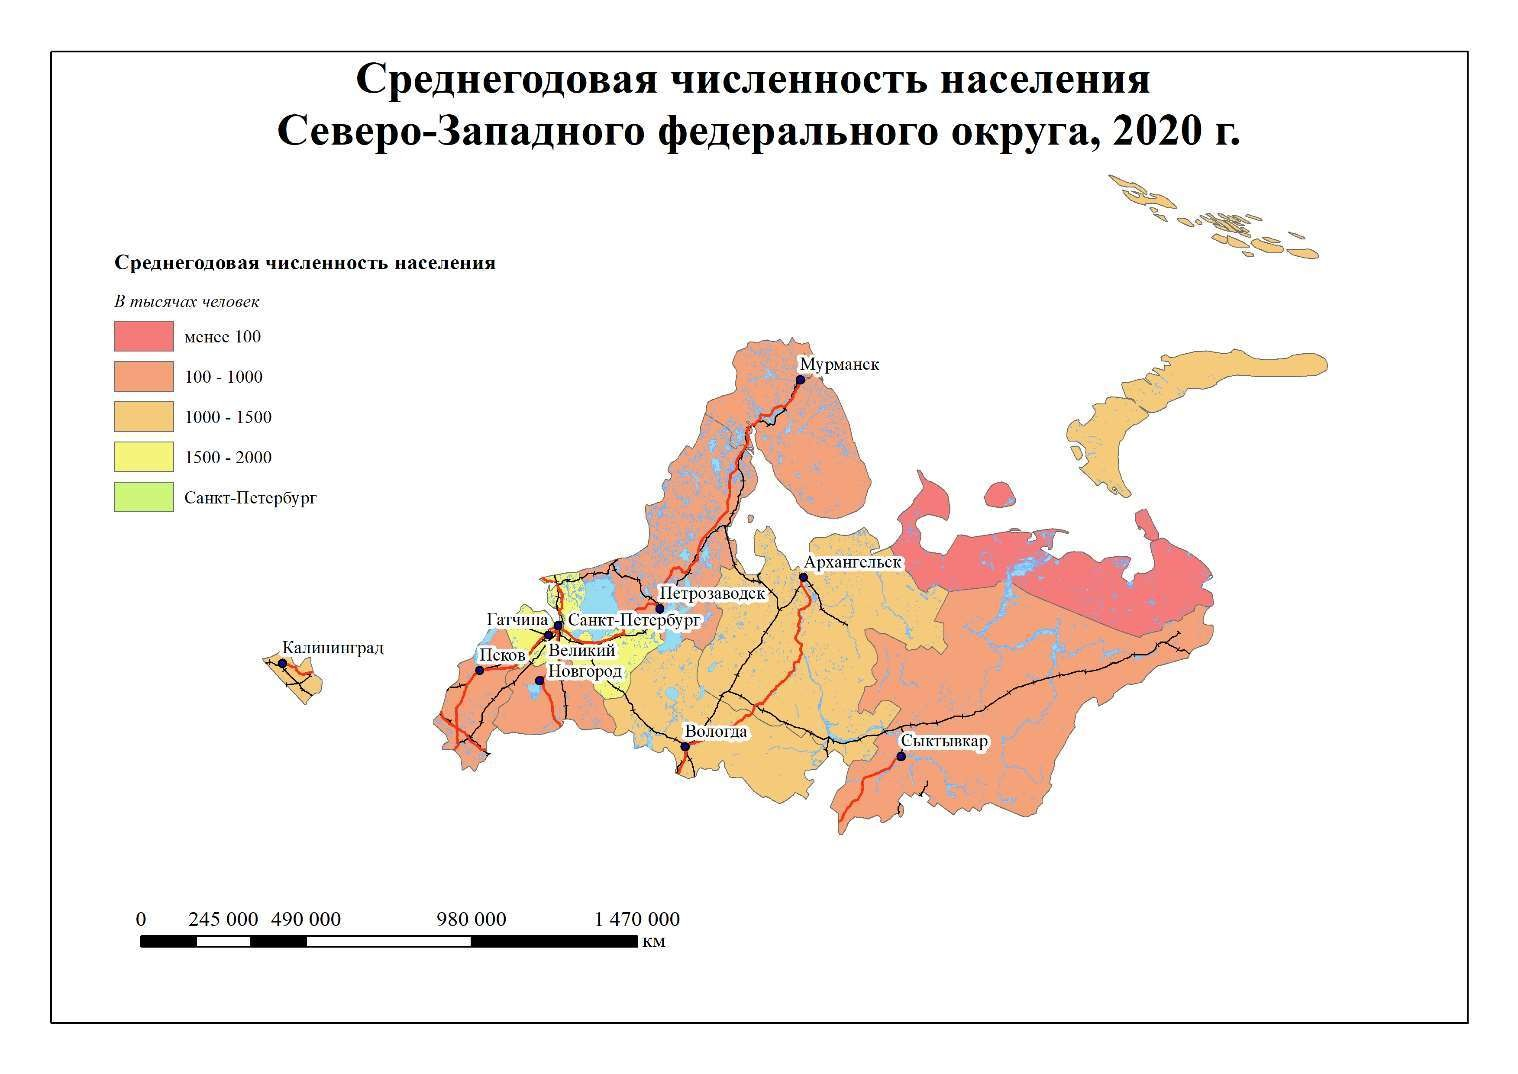 Среднегодовая численность населения
Северо-Западного федерального округа, 2020 г.
Среднегодовая численность населения
В тысячах человек
менее 100
100 - 1000
1000 - 1500
1500 - 2000
Санкт-Петербург
Мурманск
Архангельск
Петрозаводск
Гатчина
Санкт-Петербург
Калининград
Псков
Великий
Новгород
Вологда
Сыктывкар
0 245 000 490 000 980 000 1 470 000
км